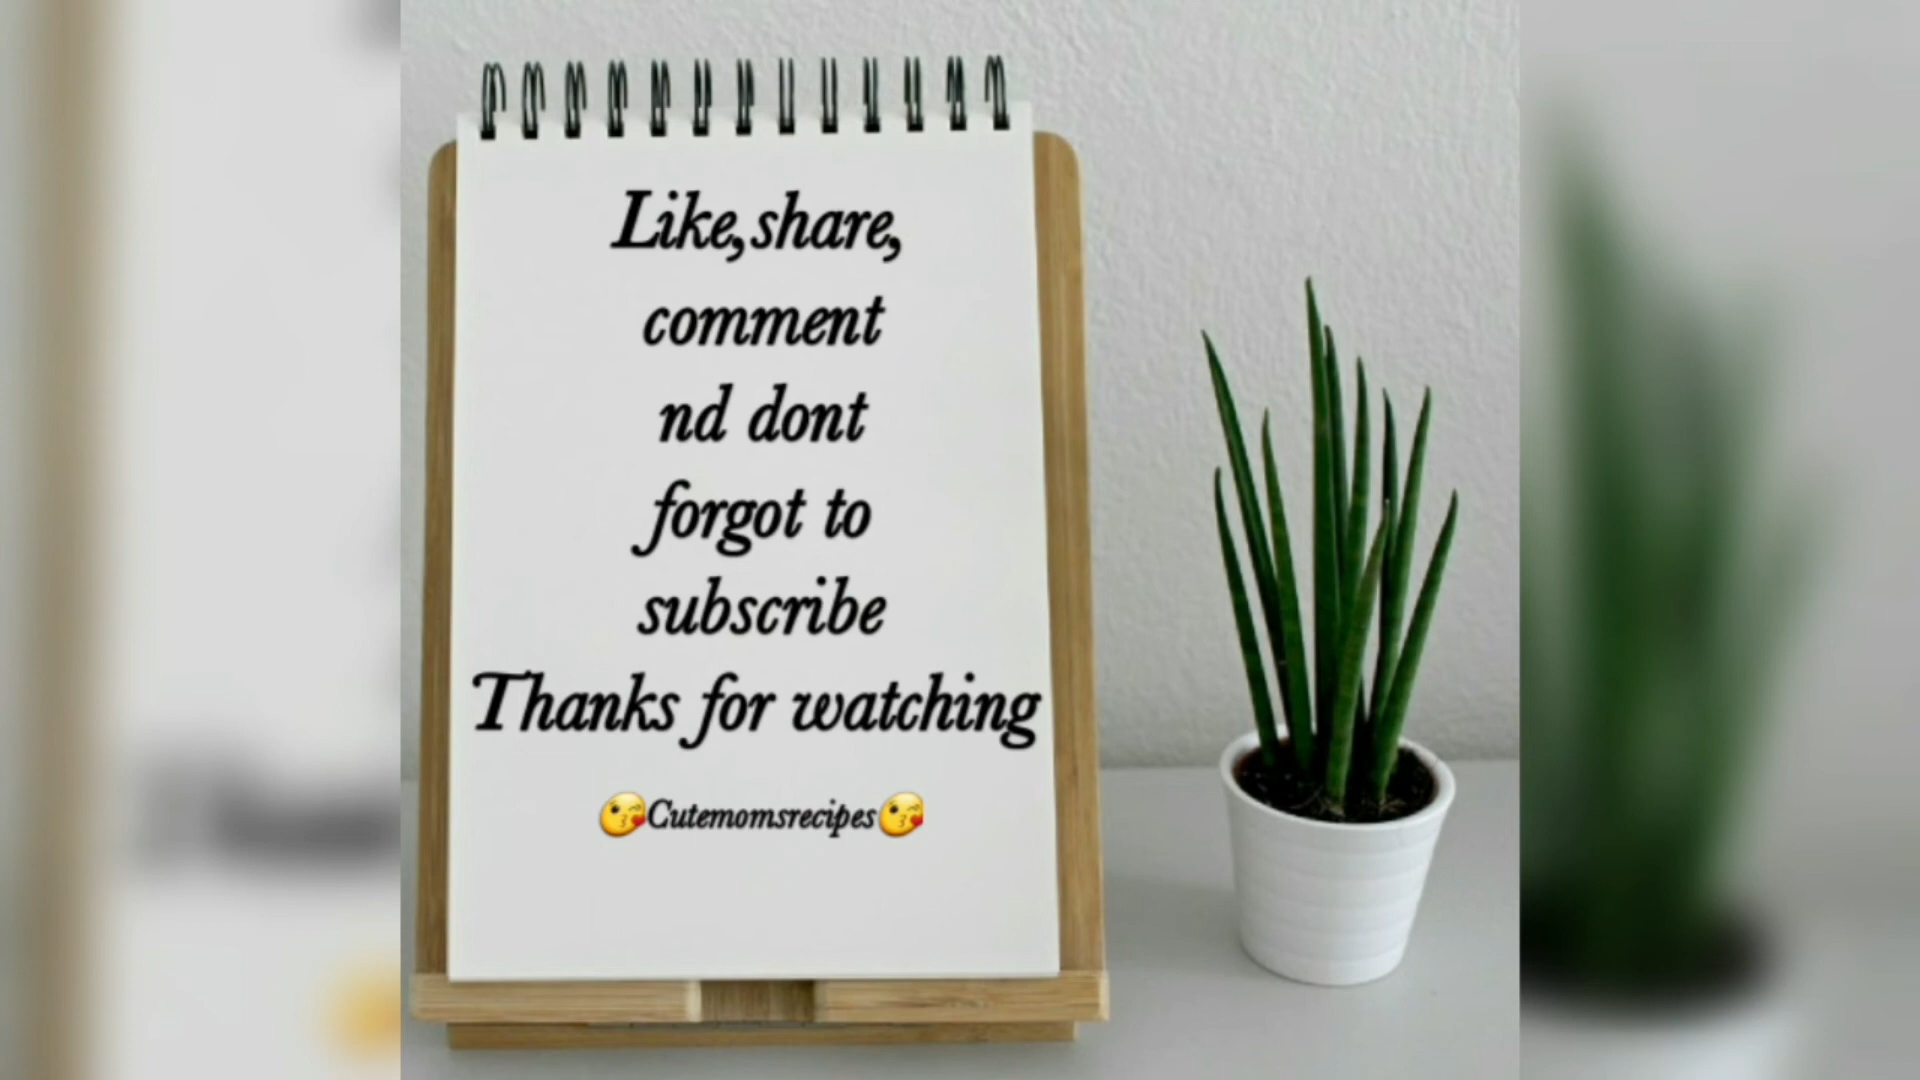 Like,share,
comment
nd dont
forgot to
subscribe
Thanks for watching
😘Cutemomsrecipes😘